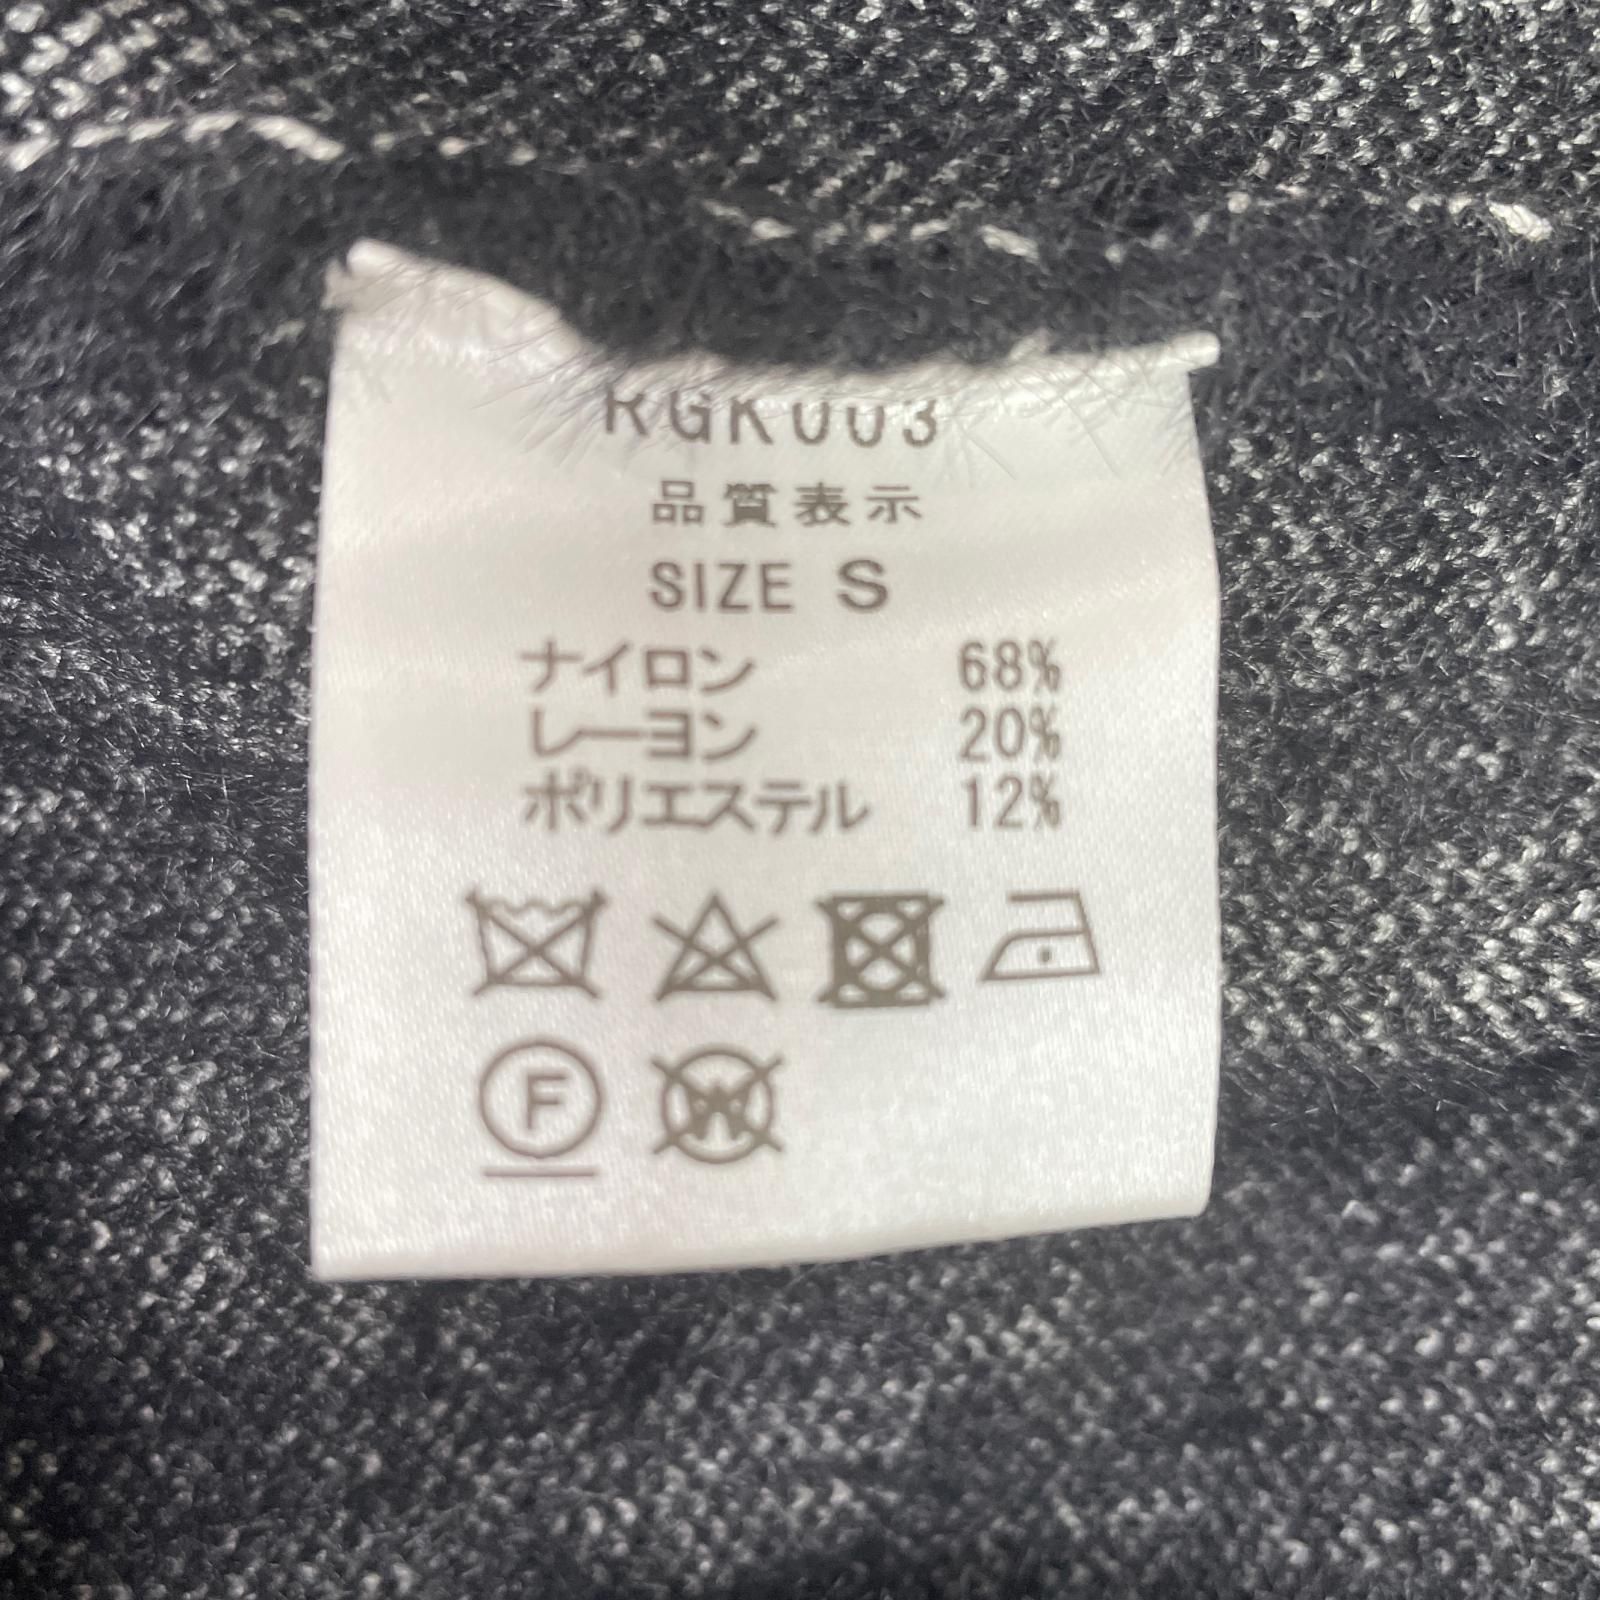 RGK003
品質表示
SIZE S
ナイロン 68%
レーヨン 20%
ポリエステル 12%
F
W